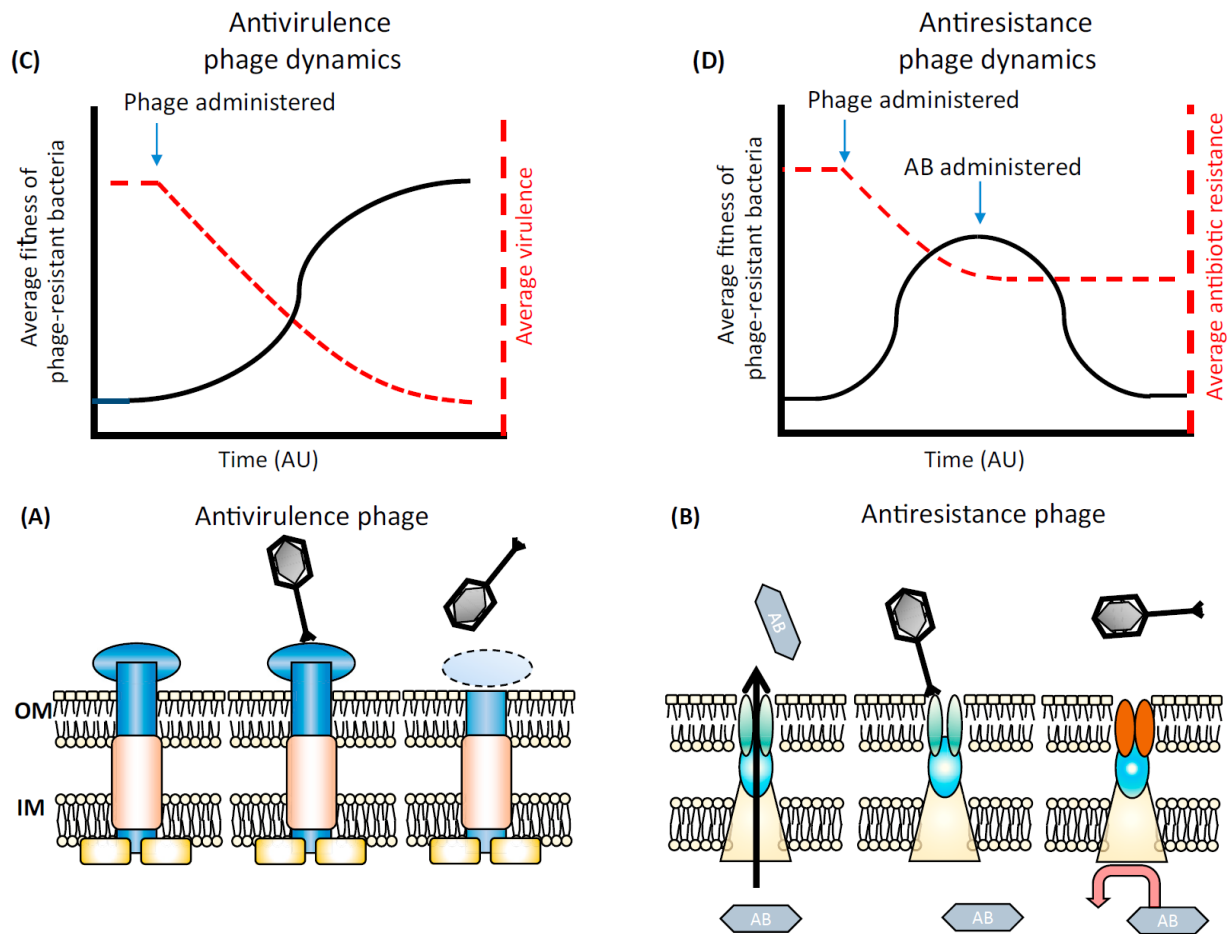 Antivirulence
phage dynamics
(C)
Phage administered
Average fitness of
phage-resistant bacteria
Average virulence
Time (AU)
Antiresistance
phage dynamics
(D)
Phage administered
AB administered
Average fitness of
phage-resistant bacteria
Average antibiotic resistance
Time (AU)
(A)
Antivirulence phage
OM
IM
(B)
Antiresistance phage
AB
AB
AB
AB